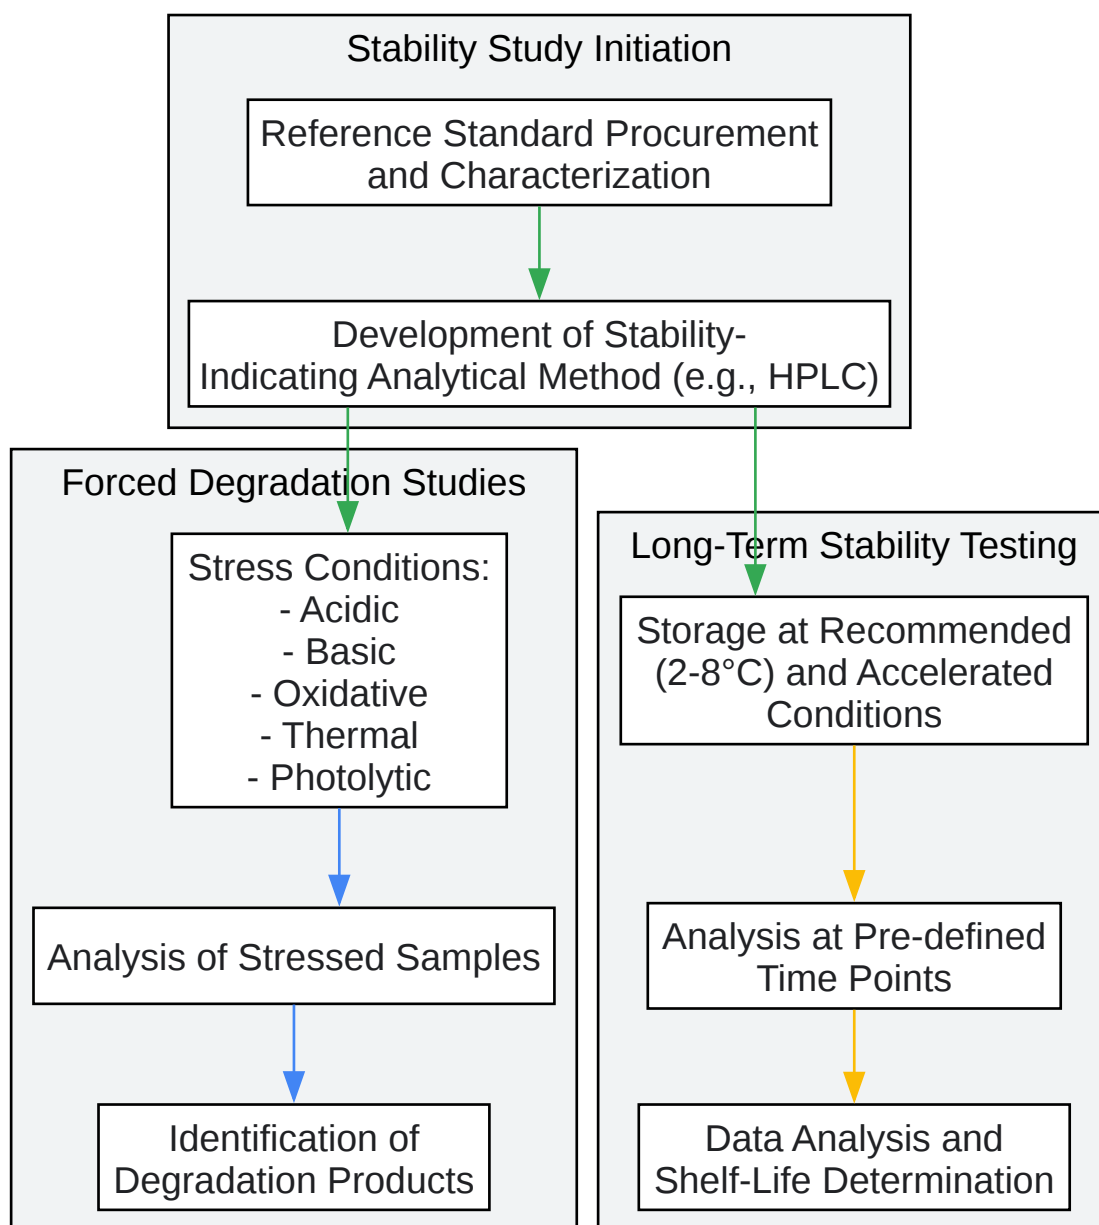 Stability Study Initiation
Reference Standard Procurement
and Characterization
Development of Stability-
Indicating Analytical Method (e.g., HPLC)
Forced Degradation Studies
Stress Conditions:
- Acidic
- Basic
- Oxidative
- Thermal
- Photolytic
Analysis of Stressed Samples
Identification of
Degradation Products
Long-Term Stability Testing
Storage at Recommended
(2-8°C) and Accelerated
Conditions
Analysis at Pre-defined
Time Points
Data Analysis and
Shelf-Life Determination